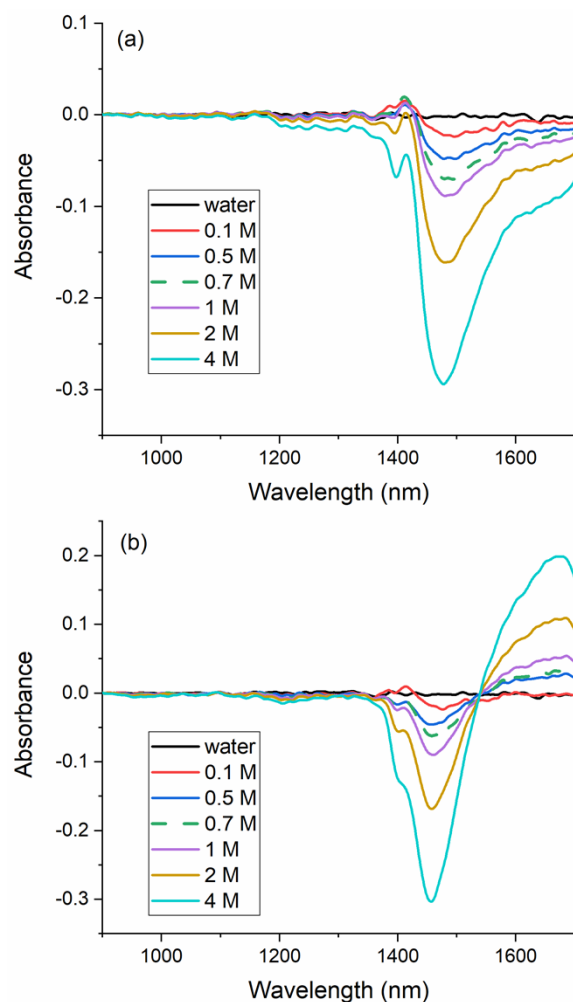 (a)
0.1
0.0
-0.1
-0.2
-0.3
Absorbance
water
0.1 M
0.5 M
0.7 M
1 M
2 M
4 M
1000 1200 1400 1600
Wavelength (nm)
(b)
0.2
0.1
0.0
-0.1
-0.2
-0.3
Absorbance
water
0.1 M
0.5 M
0.7 M
1 M
2 M
4 M
1000 1200 1400 1600
Wavelength (nm)